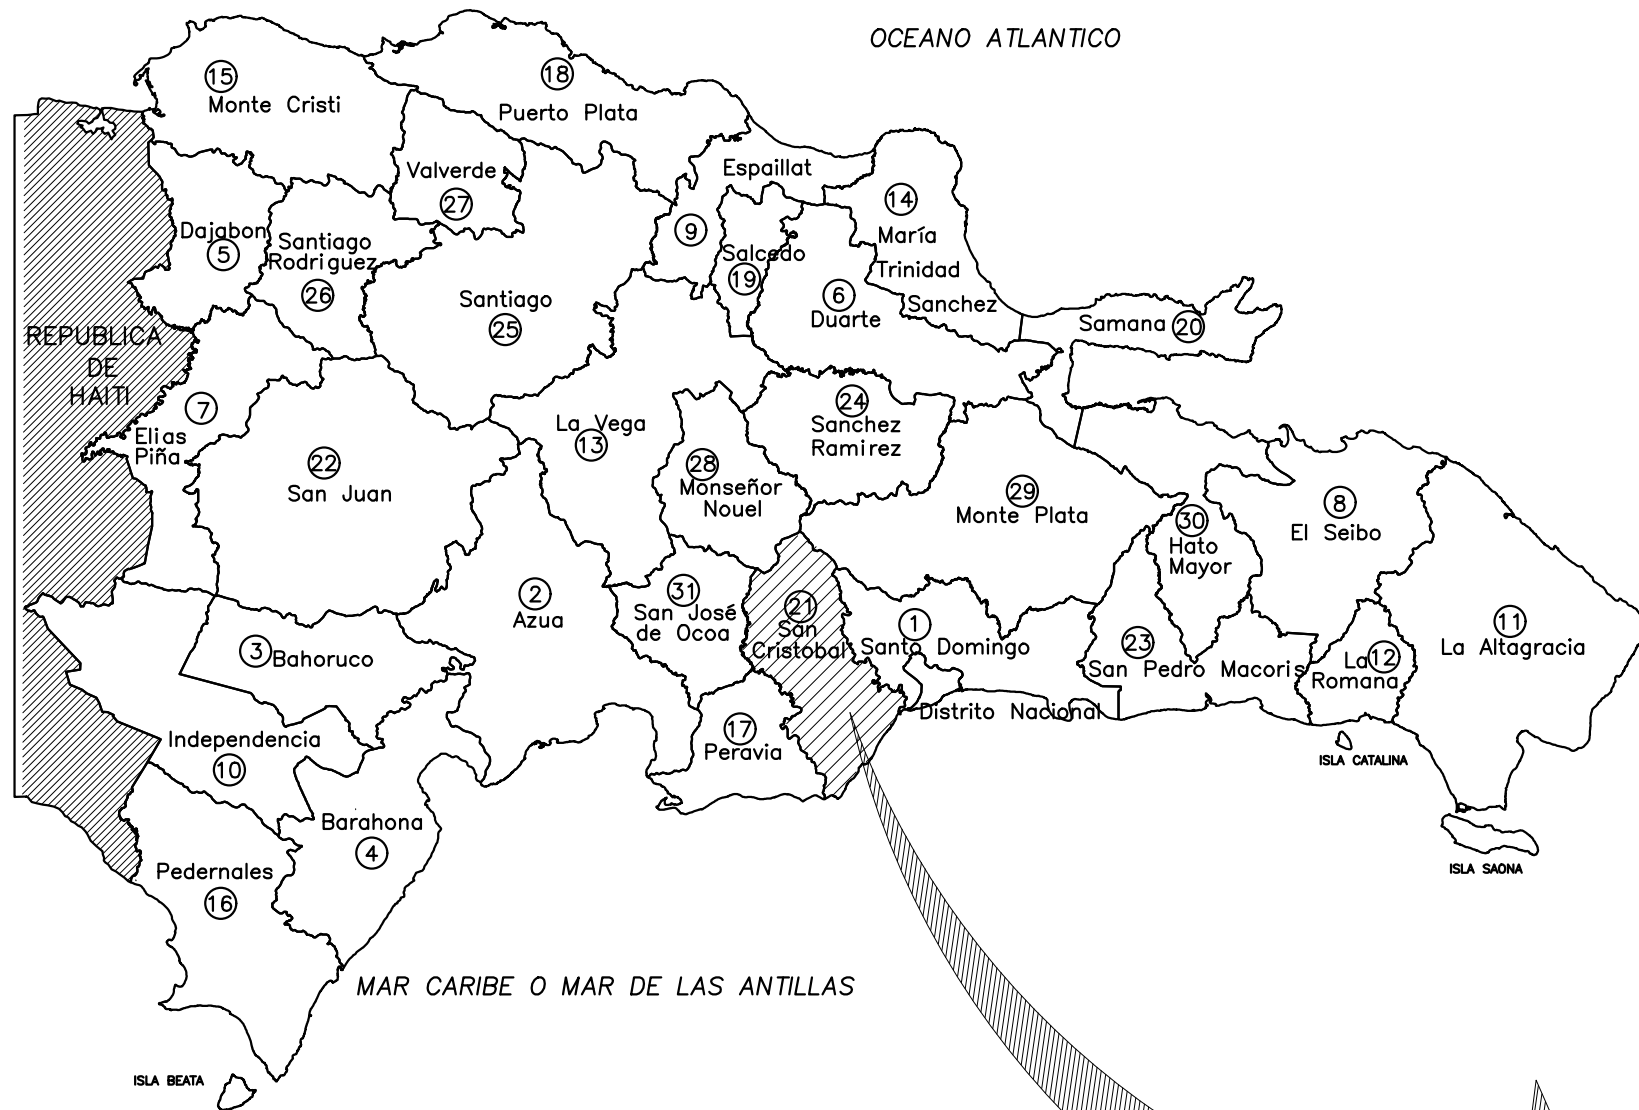 OCEANO ATLANTICO
15
Monte Cristi
18
Puerto Plata
Valverde
27
Espaillat
9
14
María
Trinidad
Sanchez
Dajabon
5
Santiago
Rodriguez
26
Salcedo
19
6
Duarte
Santiago
25
Samana 20
REPUBLICA
DE
HAITI
7
Elias
Piña
22
San Juan
La Vega
13
24
Sanchez
Ramirez
28
Monseñor
Nouel
29
Monte Plata
30
Hato
Mayor
8
El Seibo
2
Azua
31
San José
de Ocoa
21
San
Cristobal
1
Santo Domingo
23
San Pedro Macoris
La 12
Romana
11
La Altagracia
3 Bahoruco
Distrito Nacional
Independencia
10
17
Peravia
ISLA CATALINA
Barahona
4
Pedernales
16
ISLA SAONA
MAR CARIBE O MAR DE LAS ANTILLAS
ISLA BEATA